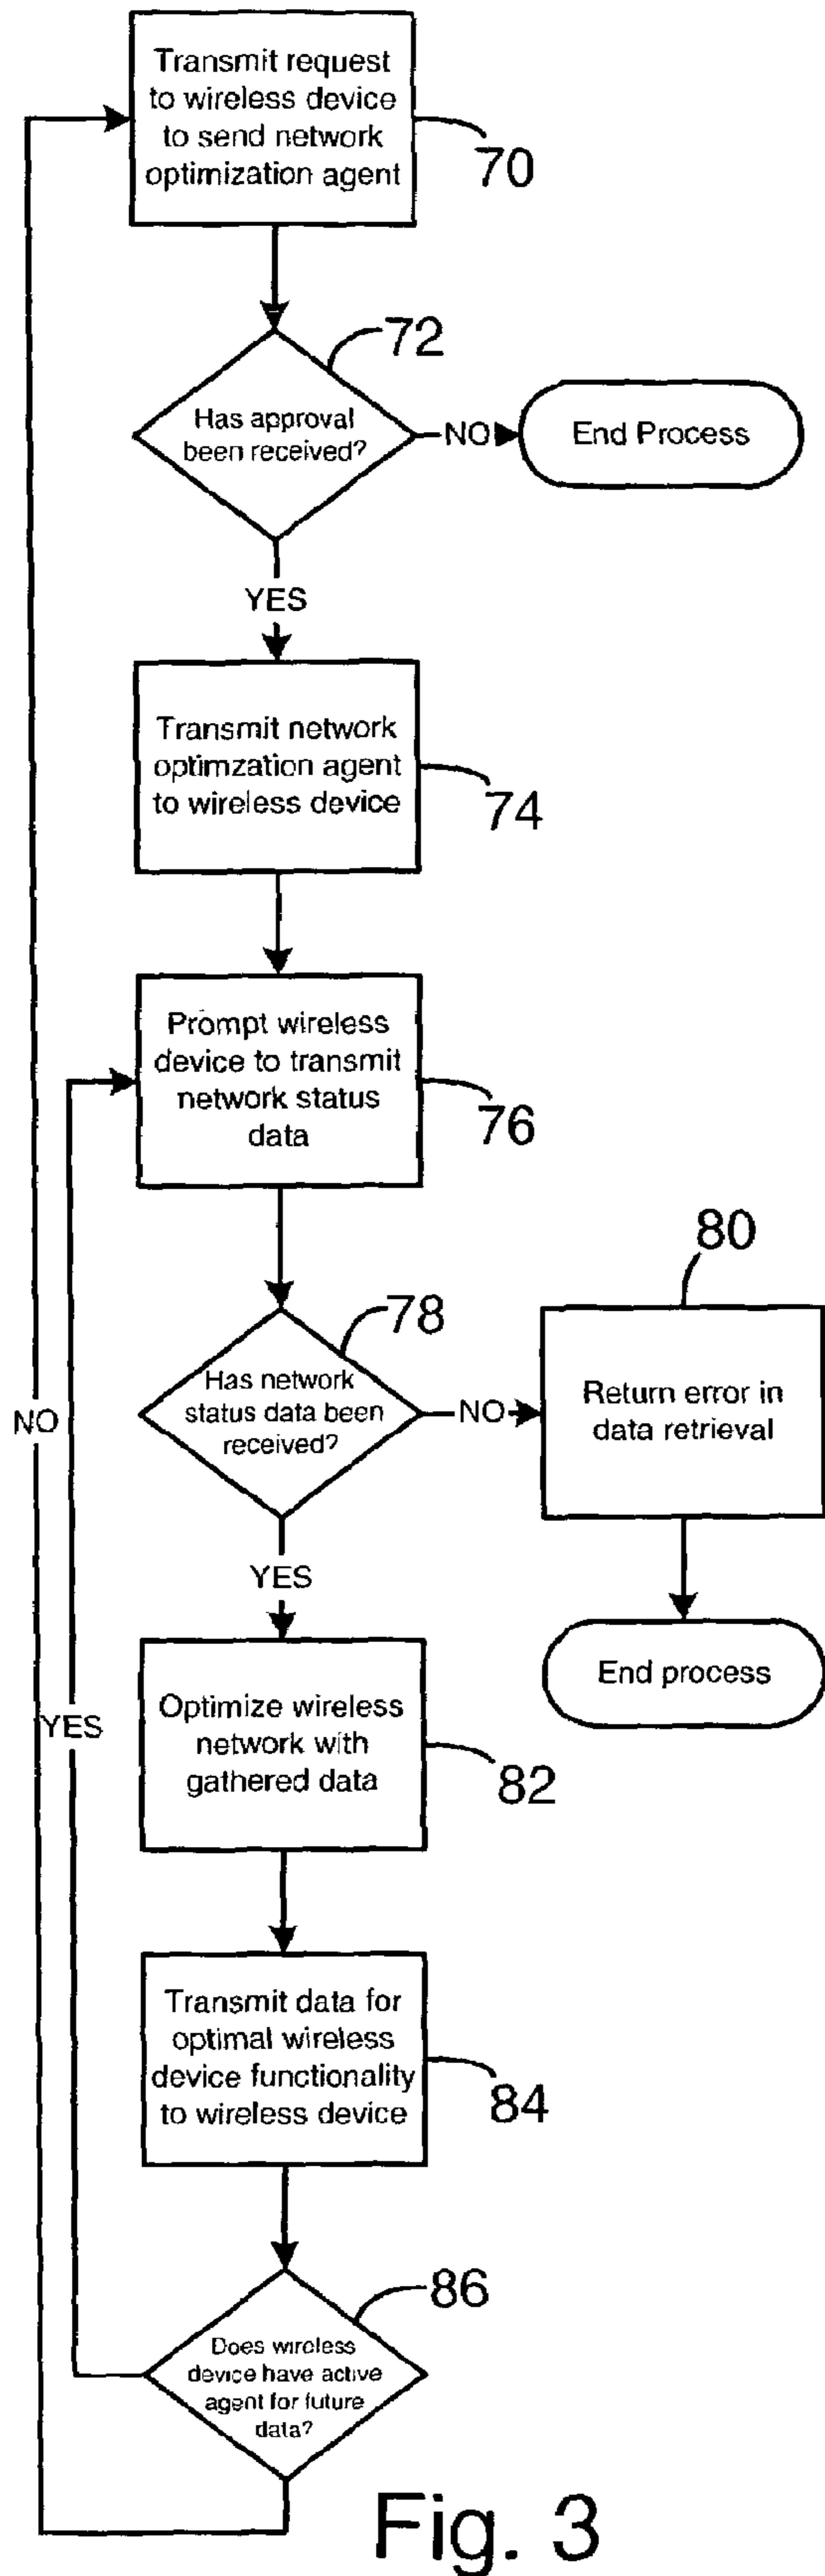 Transmit request
to wireless device
to send network
optimization agent
70
72
Has approval
been received?
NO
End Process
YES
Transmit network
optimzation agent
to wireless device
74
Prompt wireless
device to transmit
network status
data
76
80
78
Has network
status data been
received?
NO
Return error in
data retrieval
NO
YES
End process
Optimize wireless
network with
gathered data
YES
82
Transmit data for
optimal wireless
device functionality
to wireless device
84
86
Does wireless
device have active
agent for future
data?
Fig. 3